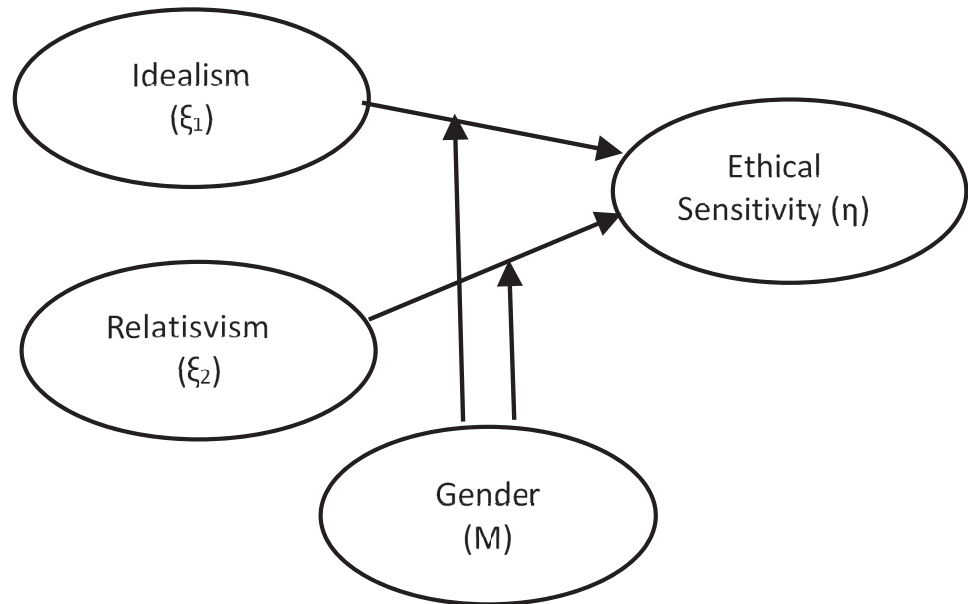 Idealism
(ξ₁)
Ethical
Sensitivity (η)
Relatisvism
(ξ₂)
Gender
(M)